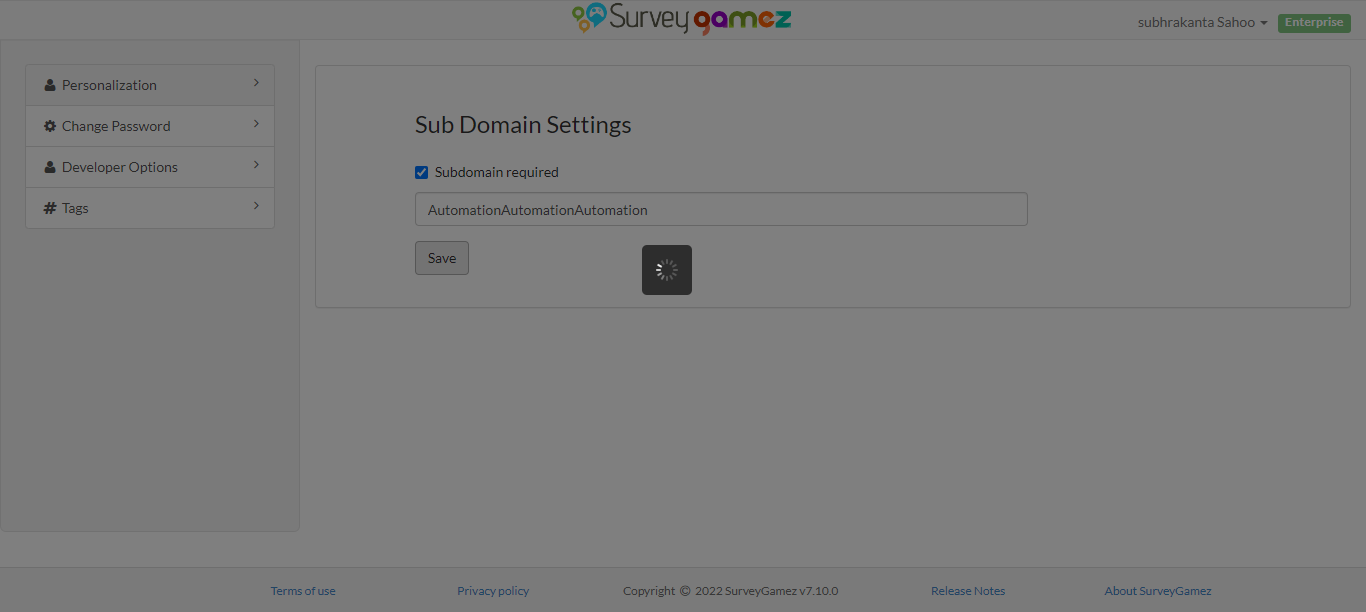 Survey gamez
subhrakanta Sahoo
Enterprise
Personalization
Change Password
Developer Options
Tags
Sub Domain Settings
Subdomain required
AutomationAutomationAutomation
Save
Terms of use
Privacy policy
Copyright © 2022 SurveyGamez v7.10.0
Release Notes
About SurveyGamez